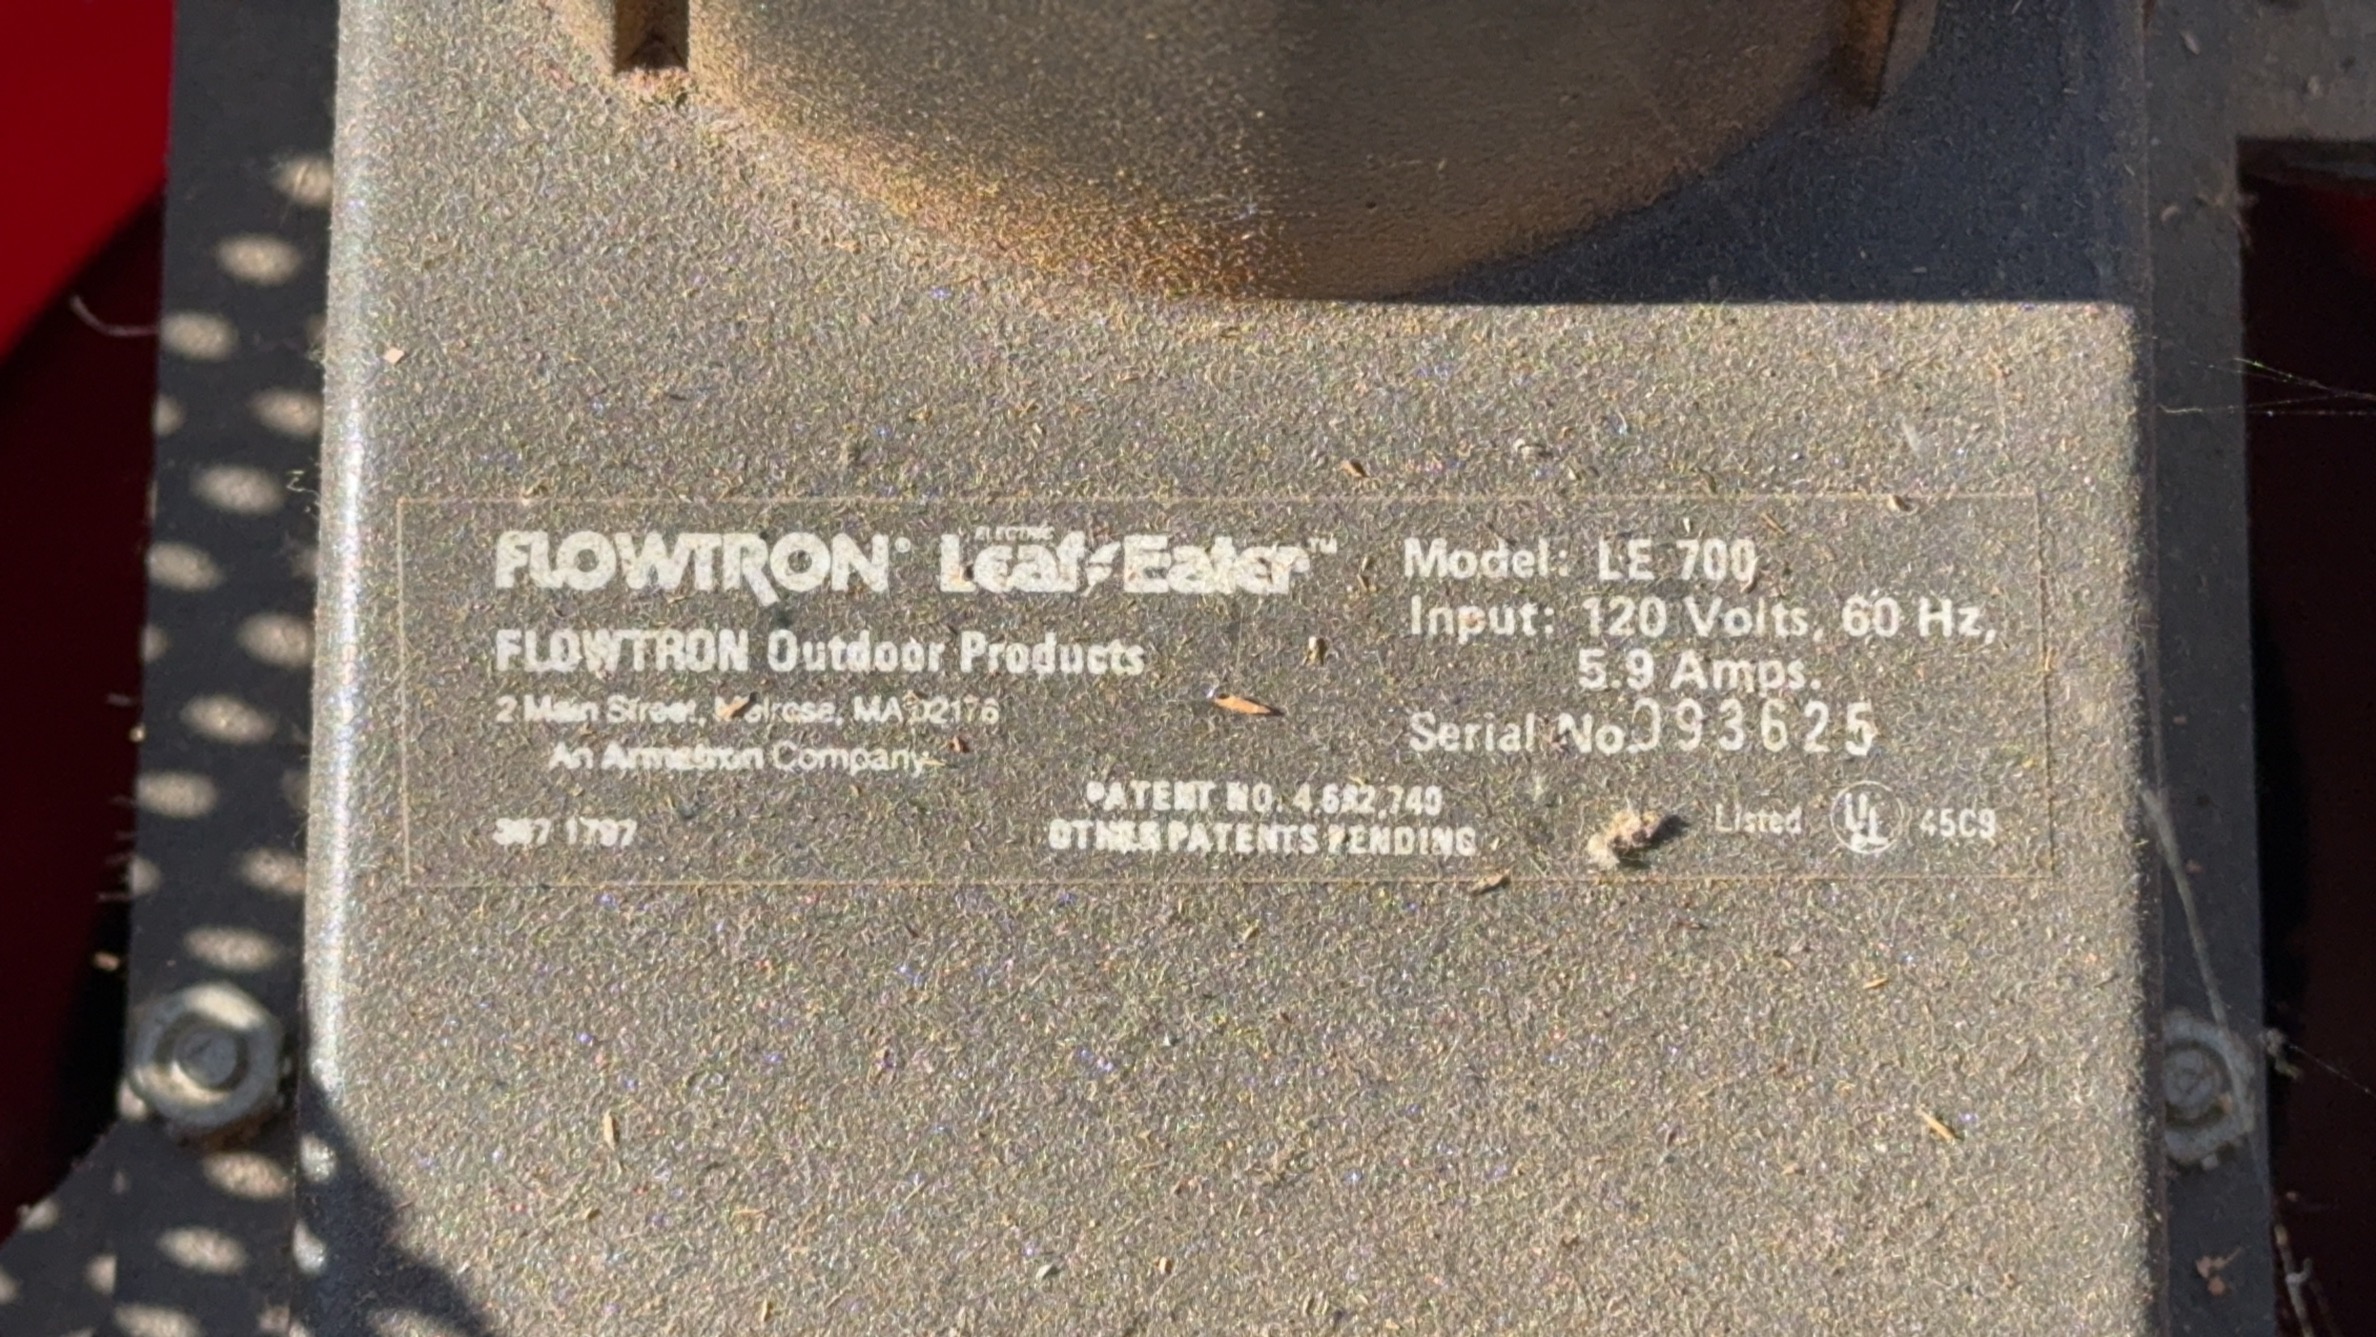 FLOWTRON® ELECTRIC Leaf-Eater™
FLOWTRON Outdoor Products
2 Main Street, Melrose, MA 02176
An Armatron Company
Model: LE 700
Input: 120 Volts, 60 Hz,
5.9 Amps.
Serial No. 093625
PATENT NO. 4,682,740
OTHER PATENTS PENDING
1707
Listed UL 45C9